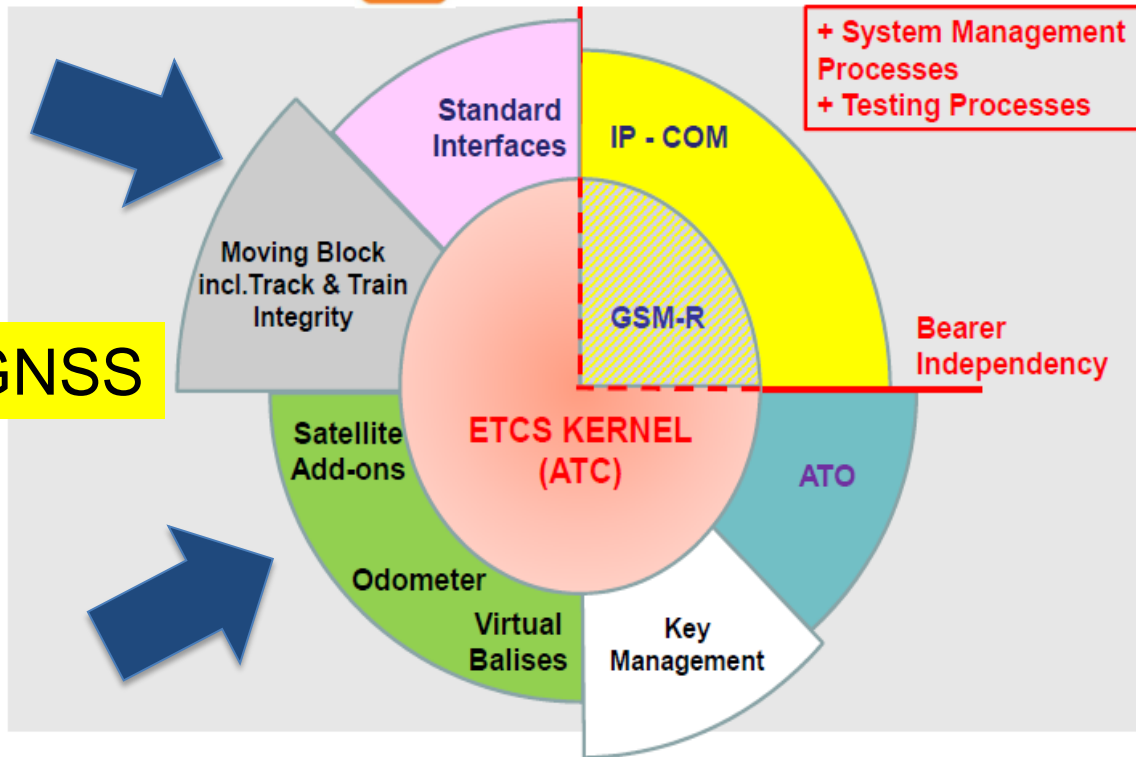 + System Management
Processes
+ Testing Processes
Standard
Interfaces
IP - COM
Moving Block
incl.Track & Train
Integrity
GSM-R
Bearer
Independency
GNSS
Satellite
Add-ons
ETCS KERNEL
(ATC)
ATO
Odometer
Virtual
Balises
Key
Management